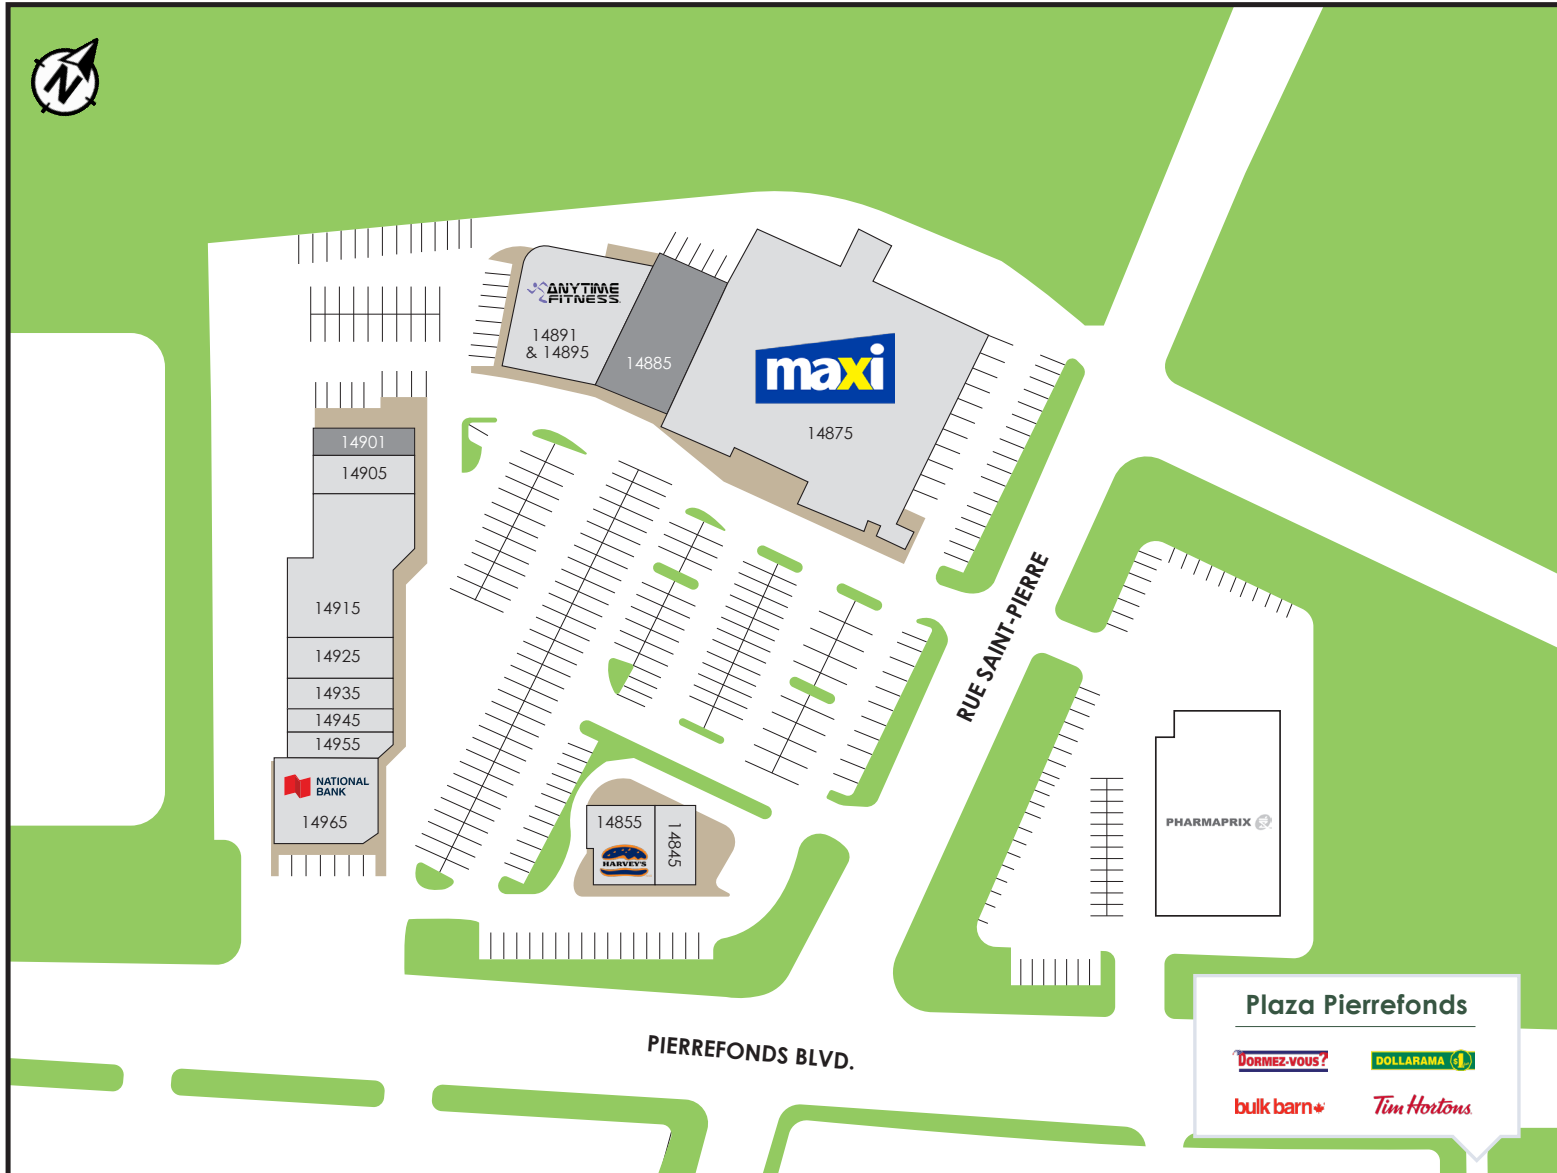 N
ANYTIME
FITNESS
14891
& 14895
14885
maxi
14875
14901
14905
14915
14925
14935
14945
14955
NATIONAL
BANK
14965
14855
HARVEY'S
14845
RUE SAINT-PIERRE
PHARMAPRIX
PIERREFONDS BLVD.
Plaza Pierrefonds
DORMEZ-VOUS?
DOLLARAMA $1
bulk barn
Tim Hortons